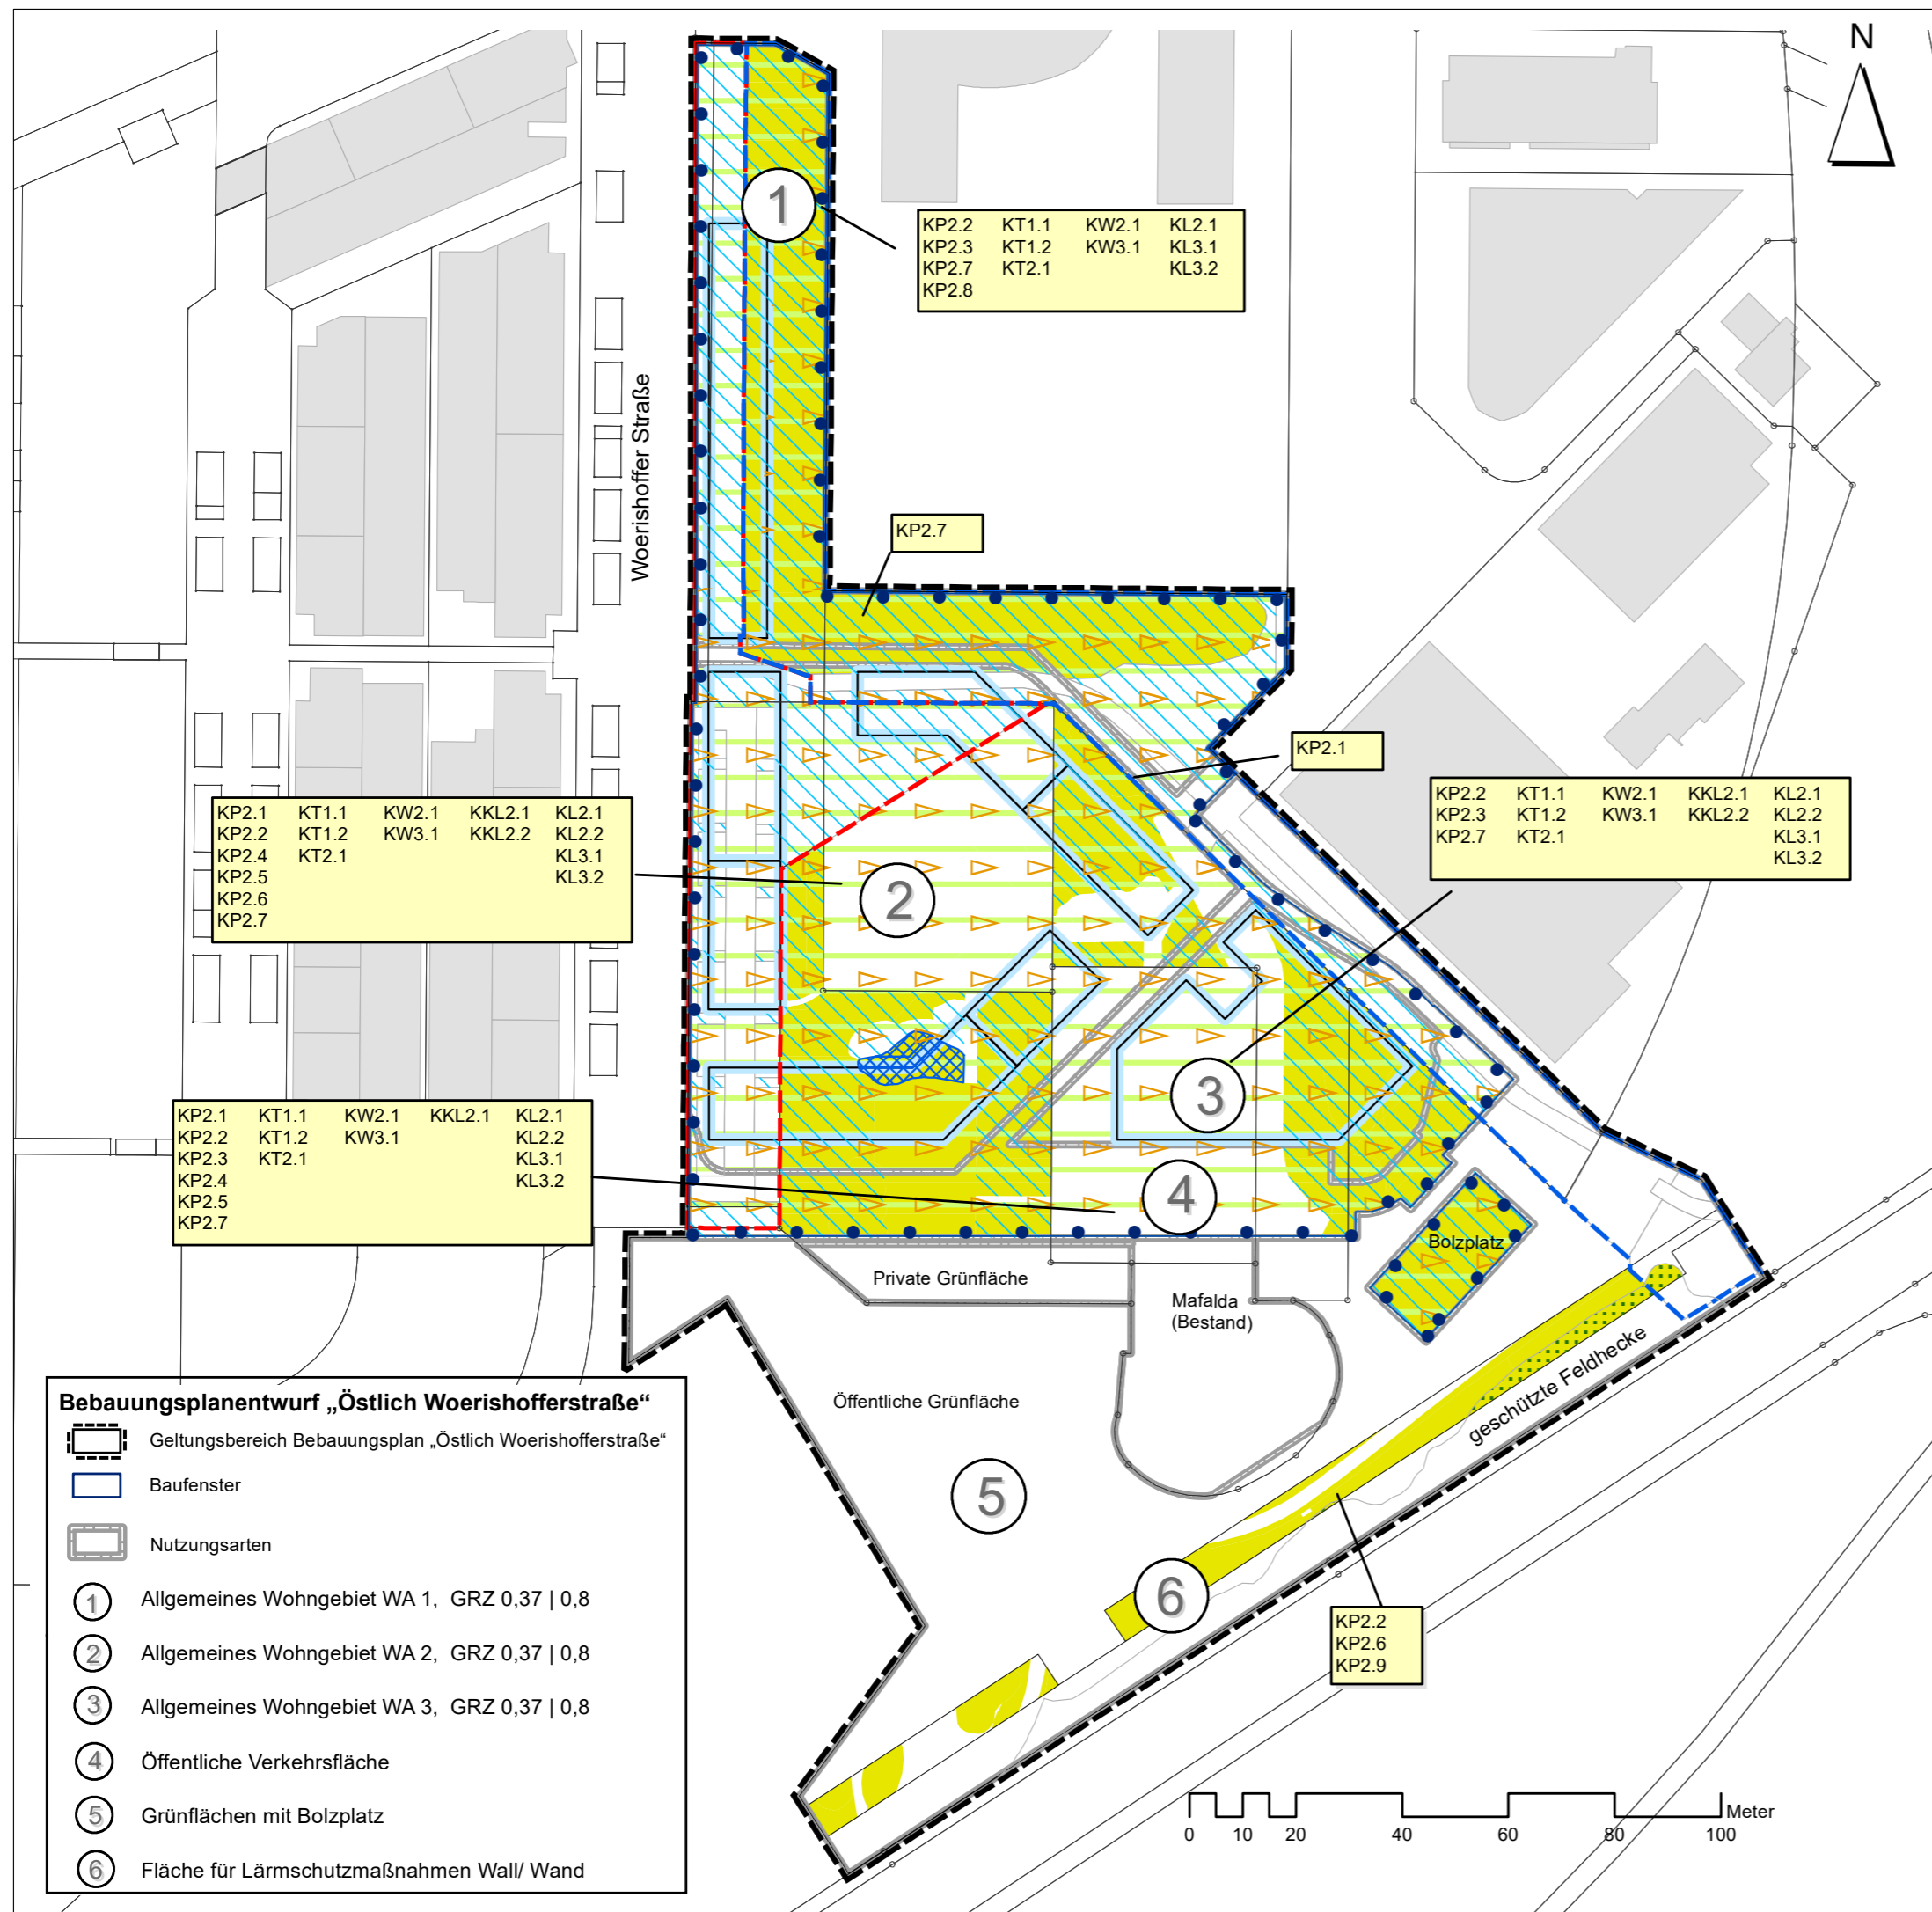 N
1
KP2.2 KT1.1 KW2.1 KL2.1
KP2.3 KT1.2 KW3.1 KL3.1
KP2.7 KT2.1 KL3.2
KP2.8
Woerishoffer Straße
KP2.7
KP2.1
KP2.2 KT1.1 KW2.1 KKL2.1 KL2.1
KP2.3 KT1.2 KW3.1 KKL2.2 KL2.2
KP2.7 KT2.1 KL3.1
KL3.2
KP2.1 KT1.1 KW2.1 KKL2.1 KL2.1
KP2.2 KT1.2 KW3.1 KKL2.2 KL2.2
KP2.4 KT2.1 KL3.1
KP2.5 KL3.2
KP2.6
KP2.7
2
3
KP2.1 KT1.1 KW2.1 KKL2.1 KL2.1
KP2.2 KT1.2 KW3.1 KL2.2
KP2.3 KT2.1 KL3.1
KP2.4 KL3.2
KP2.5
KP2.7
4
Bolzplatz
Private Grünfläche
Mafalda
(Bestand)
Öffentliche Grünfläche
geschützte Feldhecke
5
6
KP2.2
KP2.6
KP2.9
Bebauungsplanentwurf „Östlich Woerishofferstraße“
Geltungsbereich Bebauungsplan „Östlich Woerishofferstraße“
Baufenster
Nutzungsarten
1 Allgemeines Wohngebiet WA 1, GRZ 0,37 | 0,8
2 Allgemeines Wohngebiet WA 2, GRZ 0,37 | 0,8
3 Allgemeines Wohngebiet WA 3, GRZ 0,37 | 0,8
4 Öffentliche Verkehrsfläche
5 Grünflächen mit Bolzplatz
6 Fläche für Lärmschutzmaßnahmen Wall/ Wand
Meter
0 10 20 40 60 80 100